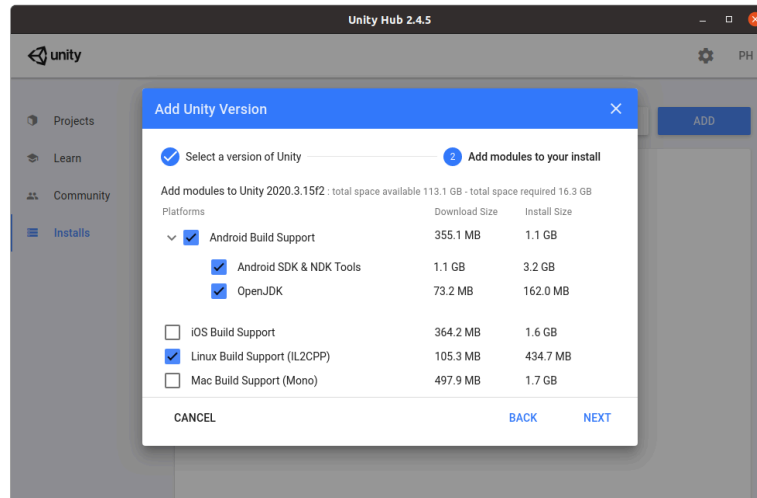 Unity Hub 2.4.5
unity
PH
Projects
Learn
Community
Installs
ADD
Add Unity Version
Select a version of Unity
2 Add modules to your install
Add modules to Unity 2020.3.15f2 : total space available 113.1 GB - total space required 16.3 GB
Platforms Download Size Install Size
Android Build Support 355.1 MB 1.1 GB
Android SDK & NDK Tools 1.1 GB 3.2 GB
OpenJDK 73.2 MB 162.0 MB
iOS Build Support 364.2 MB 1.6 GB
Linux Build Support (IL2CPP) 105.3 MB 434.7 MB
Mac Build Support (Mono) 497.9 MB 1.7 GB
CANCEL BACK NEXT